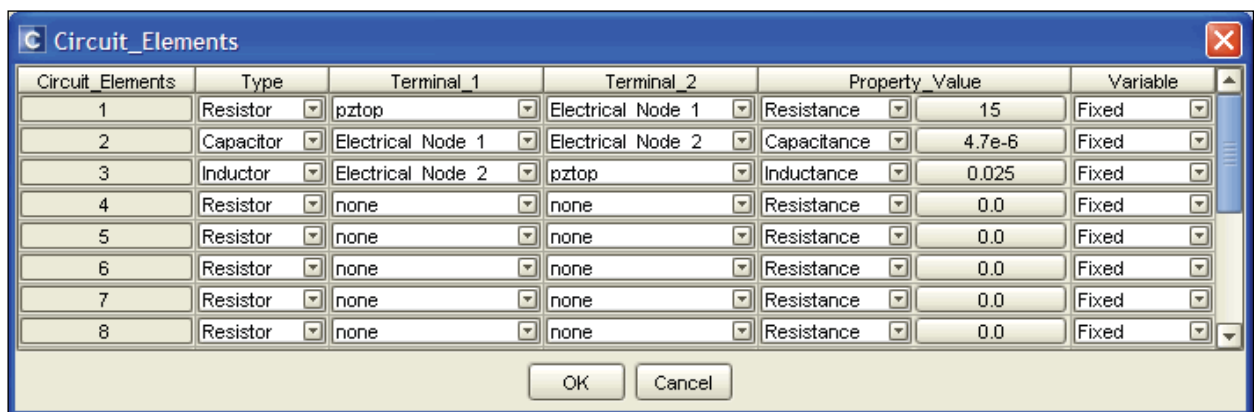 C Circuit_Elements
Circuit_Elements Type Terminal_1 Terminal_2 Property_Value Variable
1 Resistor pztop Electrical Node 1 Resistance 15 Fixed
2 Capacitor Electrical Node 1 Electrical Node 2 Capacitance 4.7e-6 Fixed
3 Inductor Electrical Node 2 pztop Inductance 0.025 Fixed
4 Resistor none none Resistance 0.0 Fixed
5 Resistor none none Resistance 0.0 Fixed
6 Resistor none none Resistance 0.0 Fixed
7 Resistor none none Resistance 0.0 Fixed
8 Resistor none none Resistance 0.0 Fixed
OK Cancel